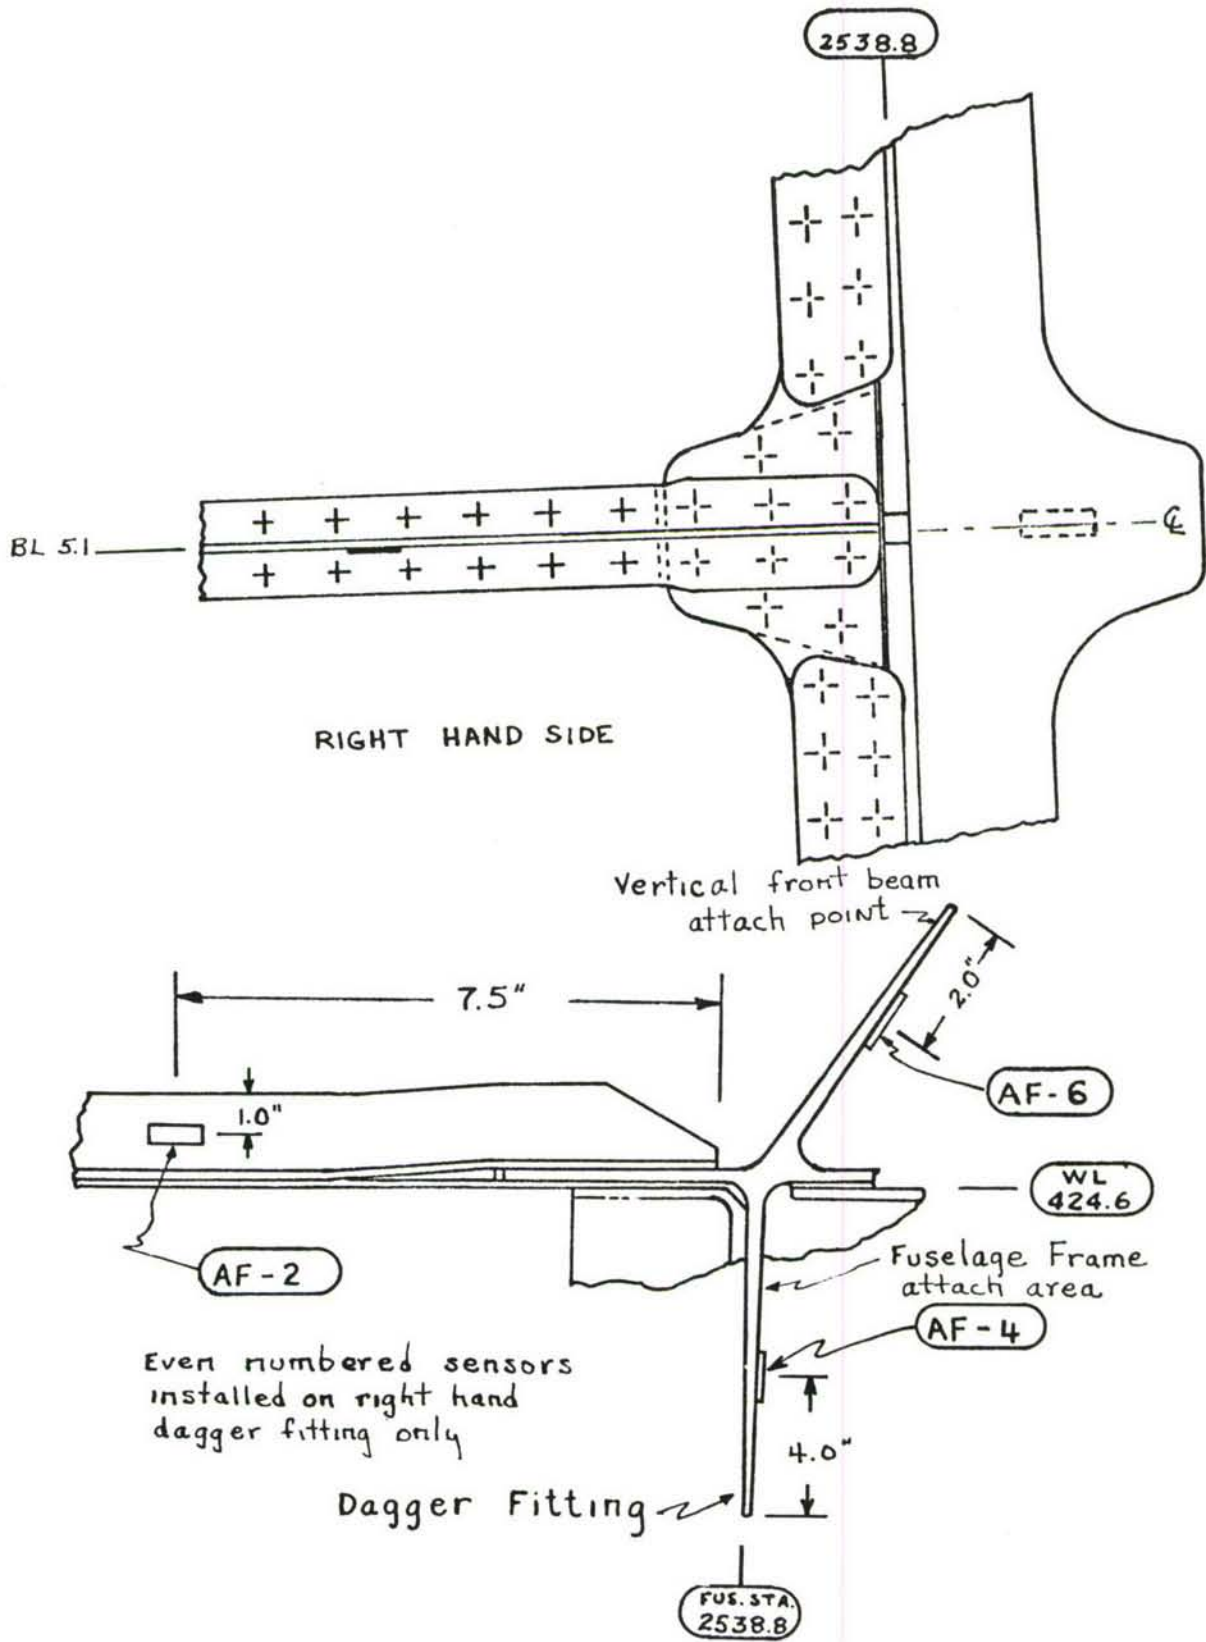 2538.8
BL 5.1
℄
RIGHT HAND SIDE
Vertical front beam
attach point
7.5"
2.0"
1.0"
AF-6
WL
424.6
AF-2
Fuselage Frame
attach area
AF-4
Even numbered sensors
installed on right hand
dagger fitting only
4.0"
Dagger Fitting
FUS. STA.
2538.8